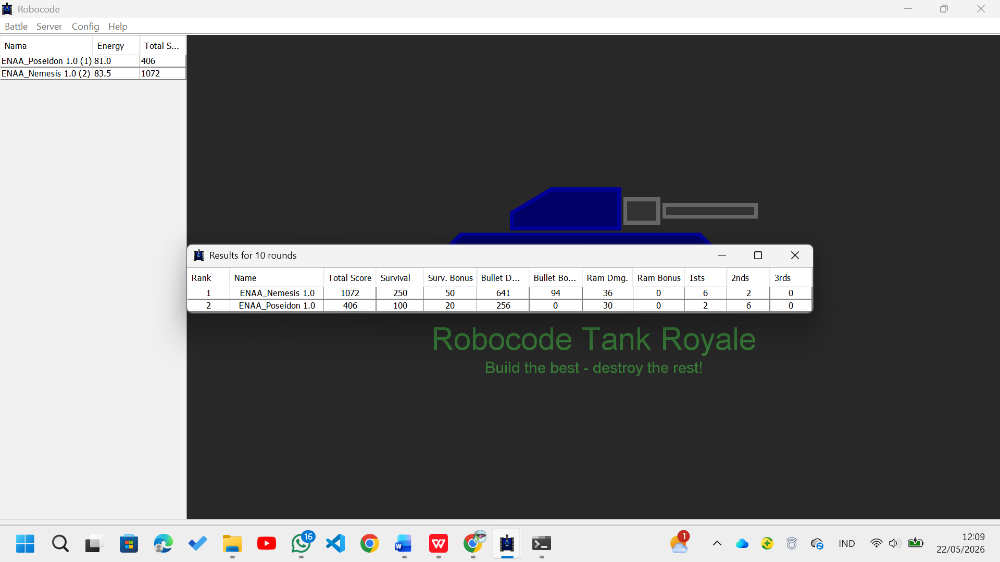 Robocode
Battle Server Config Help
Nama Energy Total S...
ENAA_Poseidon 1.0 (1) 81.0 406
ENAA_Nemesis 1.0 (2) 83.5 1072
Results for 10 rounds
Rank Name Total Score Survival Surv. Bonus Bullet D... Bullet Bo... Ram Dmg. Ram Bonus 1sts 2nds 3rds
1 ENAA_Nemesis 1.0 1072 250 50 641 94 36 0 6 2 0
2 ENAA_Poseidon 1.0 406 100 20 256 0 30 0 2 6 0
Robocode Tank Royale
Build the best - destroy the rest!
16
1
IND
12:09
22/05/2026